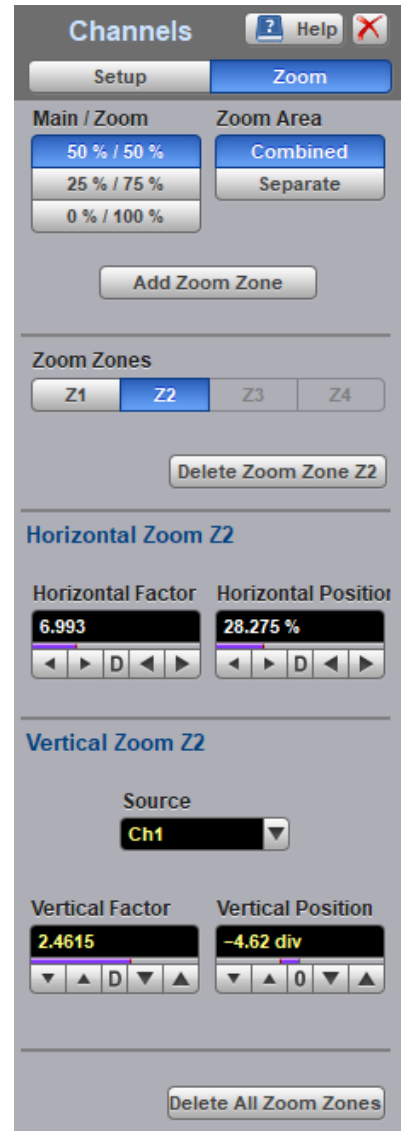 Channels Help
Setup Zoom
Main / Zoom Zoom Area
50 % / 50 % Combined
25 % / 75 % Separate
0 % / 100 %
Add Zoom Zone
Zoom Zones
Z1 Z2 Z3 Z4
Delete Zoom Zone Z2
Horizontal Zoom Z2
Horizontal Factor Horizontal Position
6.993 28.275 %
D D
Vertical Zoom Z2
Source
Ch1
Vertical Factor Vertical Position
2.4615 –4.62 div
D 0
Delete All Zoom Zones